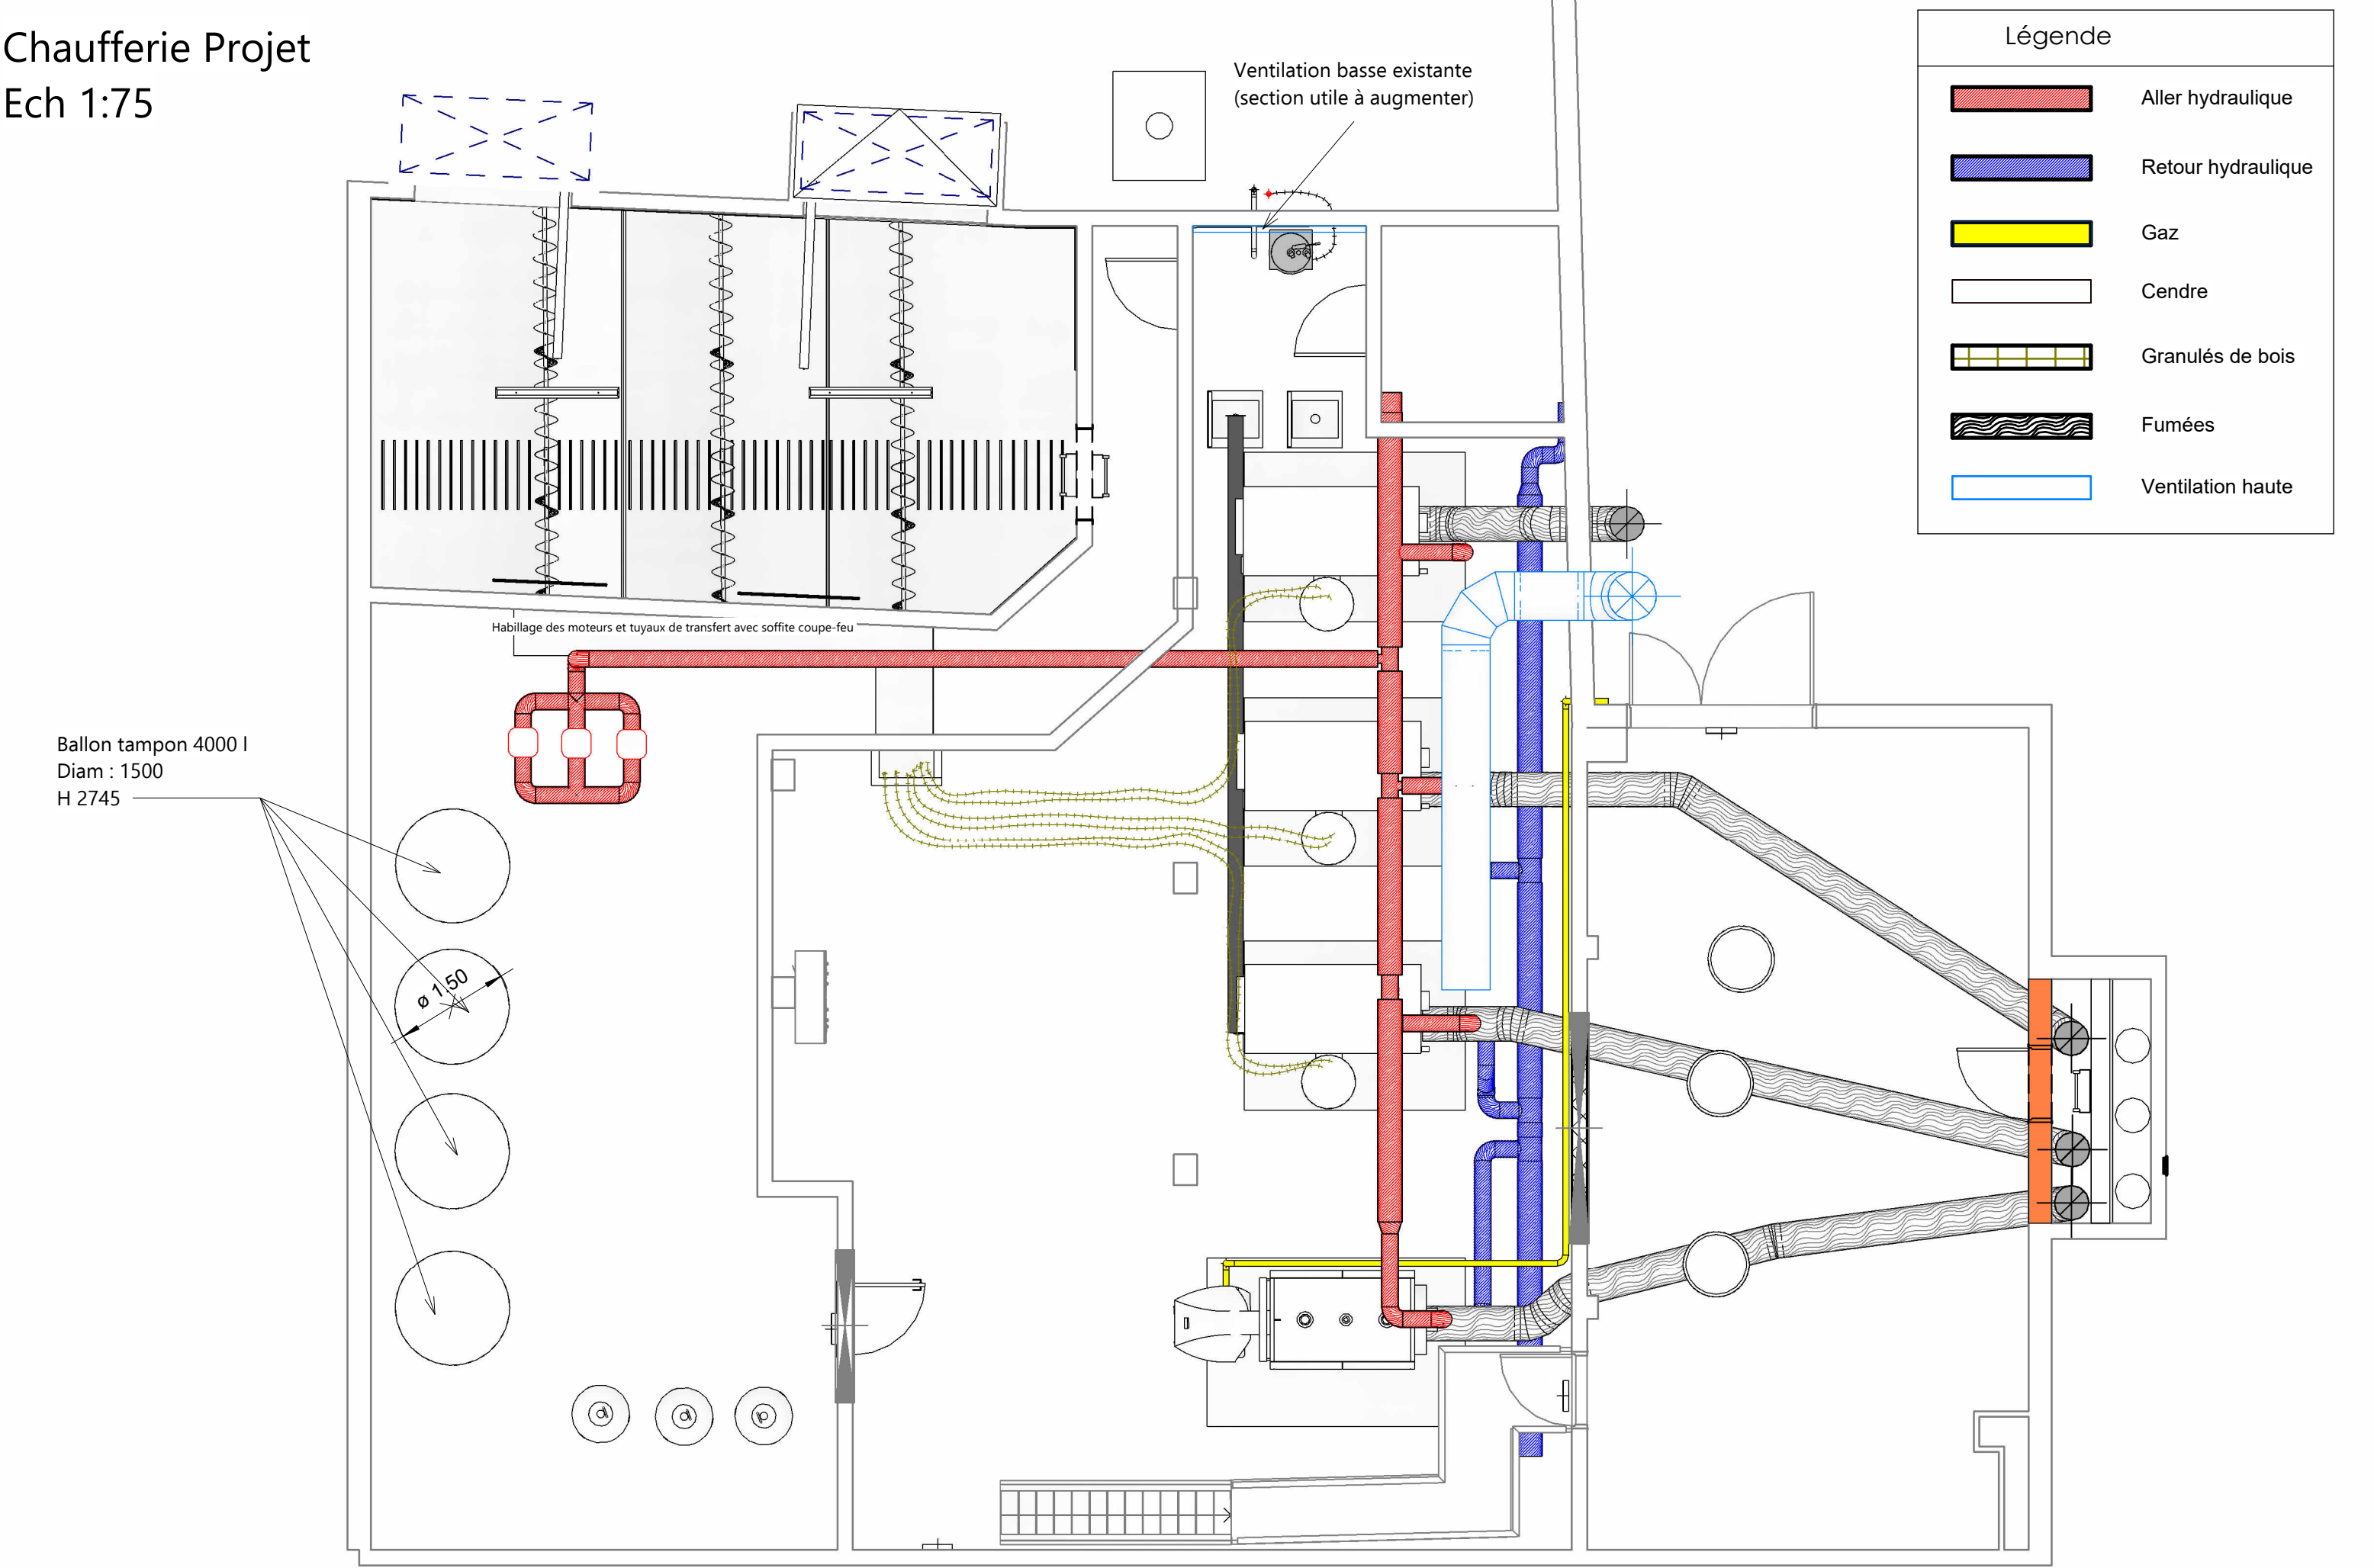 Chaufferie Projet
Ech 1:75
Ventilation basse existante
(section utile à augmenter)
Légende
Aller hydraulique
Retour hydraulique
Gaz
Cendre
Granulés de bois
Fumées
Ventilation haute
Habillage des moteurs et tuyaux de transfert avec soffite coupe-feu
Ballon tampon 4000 l
Diam : 1500
H 2745
ø 1,50